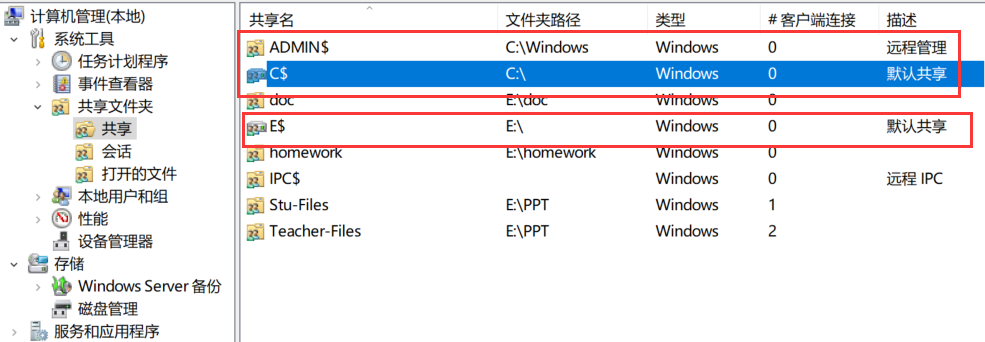 计算机管理(本地)
系统工具
任务计划程序
事件查看器
共享文件夹
共享
会话
打开的文件
本地用户和组
性能
设备管理器
存储
Windows Server 备份
磁盘管理
服务和应用程序
共享名 文件夹路径 类型 # 客户端连接 描述
ADMIN$ C:\Windows Windows 0 远程管理
C$ C:\ Windows 0 默认共享
doc E:\doc Windows 0
E$ E:\ Windows 0 默认共享
homework E:\homework Windows 0
IPC$ Windows 0 远程 IPC
Stu-Files E:\PPT Windows 1
Teacher-Files E:\PPT Windows 2